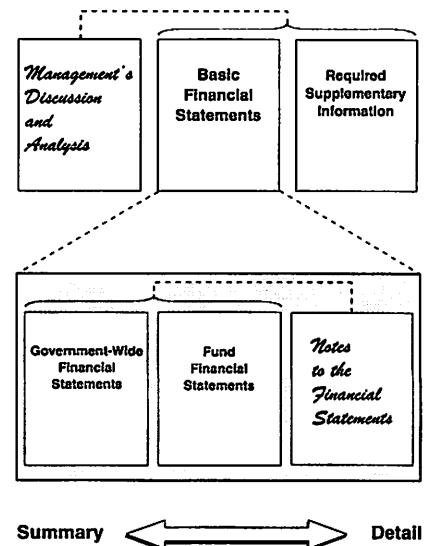 Management's
Discussion
and
Analysis
Basic
Financial
Statements
Required
Supplementary
Information
Government-Wide
Financial
Statements
Fund
Financial
Statements
Notes
to the
Financial
Statements
Summary
Detail